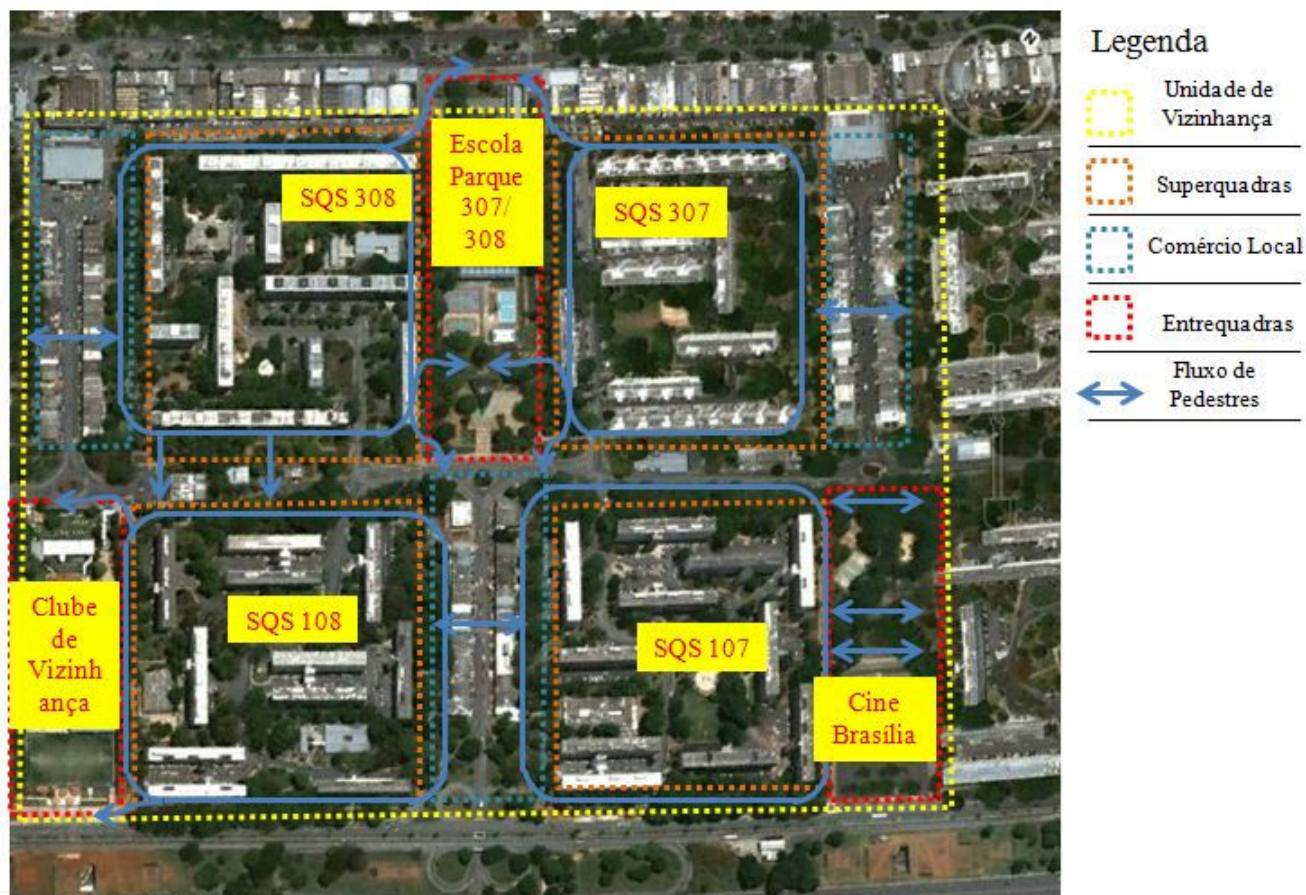 Legenda
Unidade de
Vizinhança
Superquadras
Comércio Local
Entrequadras
Fluxo de
Pedestres
Escola
Parque
307/
308
SQS 308
SQS 307
Clube
de
Vizinh
ança
SQS 108
SQS 107
Cine
Brasília
N